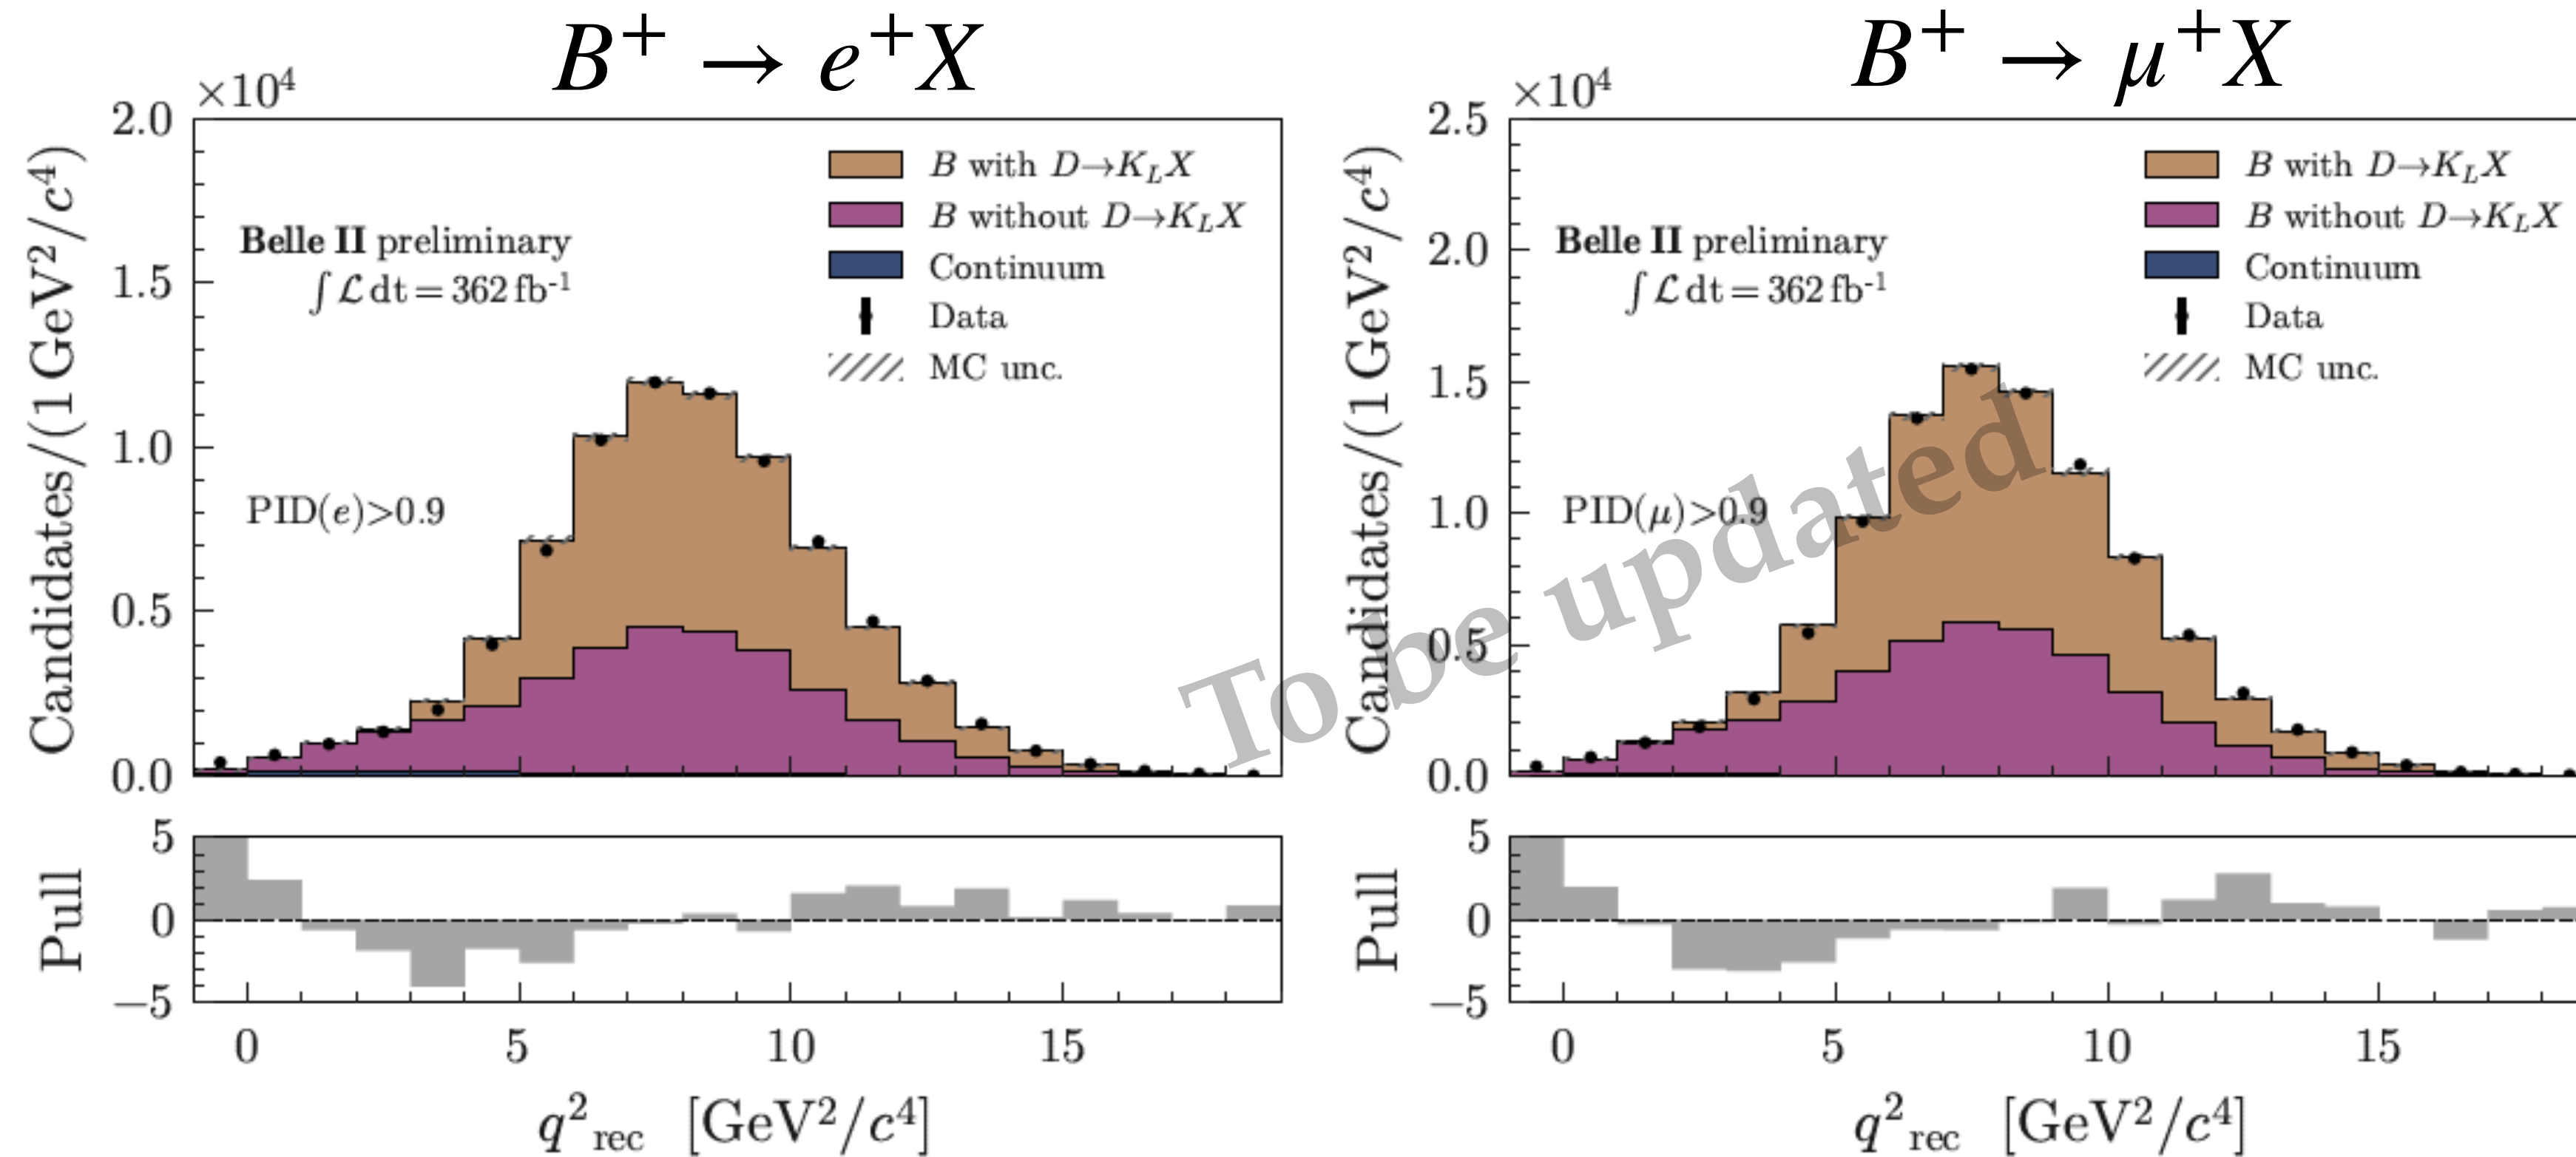 B⁺ → e⁺X
×10⁴
2.0
1.5
1.0
0.5
0.0
Candidates/(1 GeV²/c⁴)
B with D→K_LX
B without D→K_LX
Continuum
Data
MC unc.
Belle II preliminary
∫ℒdt = 362 fb⁻¹
PID(e)>0.9
5
0
−5
Pull
0 5 10 15
q²rec [GeV²/c⁴]
B⁺ → μ⁺X
×10⁴
2.5
2.0
1.5
1.0
0.5
0.0
Candidates/(1 GeV²/c⁴)
B with D→K_LX
B without D→K_LX
Continuum
Data
MC unc.
Belle II preliminary
∫ℒdt = 362 fb⁻¹
PID(μ)>0.9
To be updated
5
0
−5
Pull
0 5 10 15
q²rec [GeV²/c⁴]